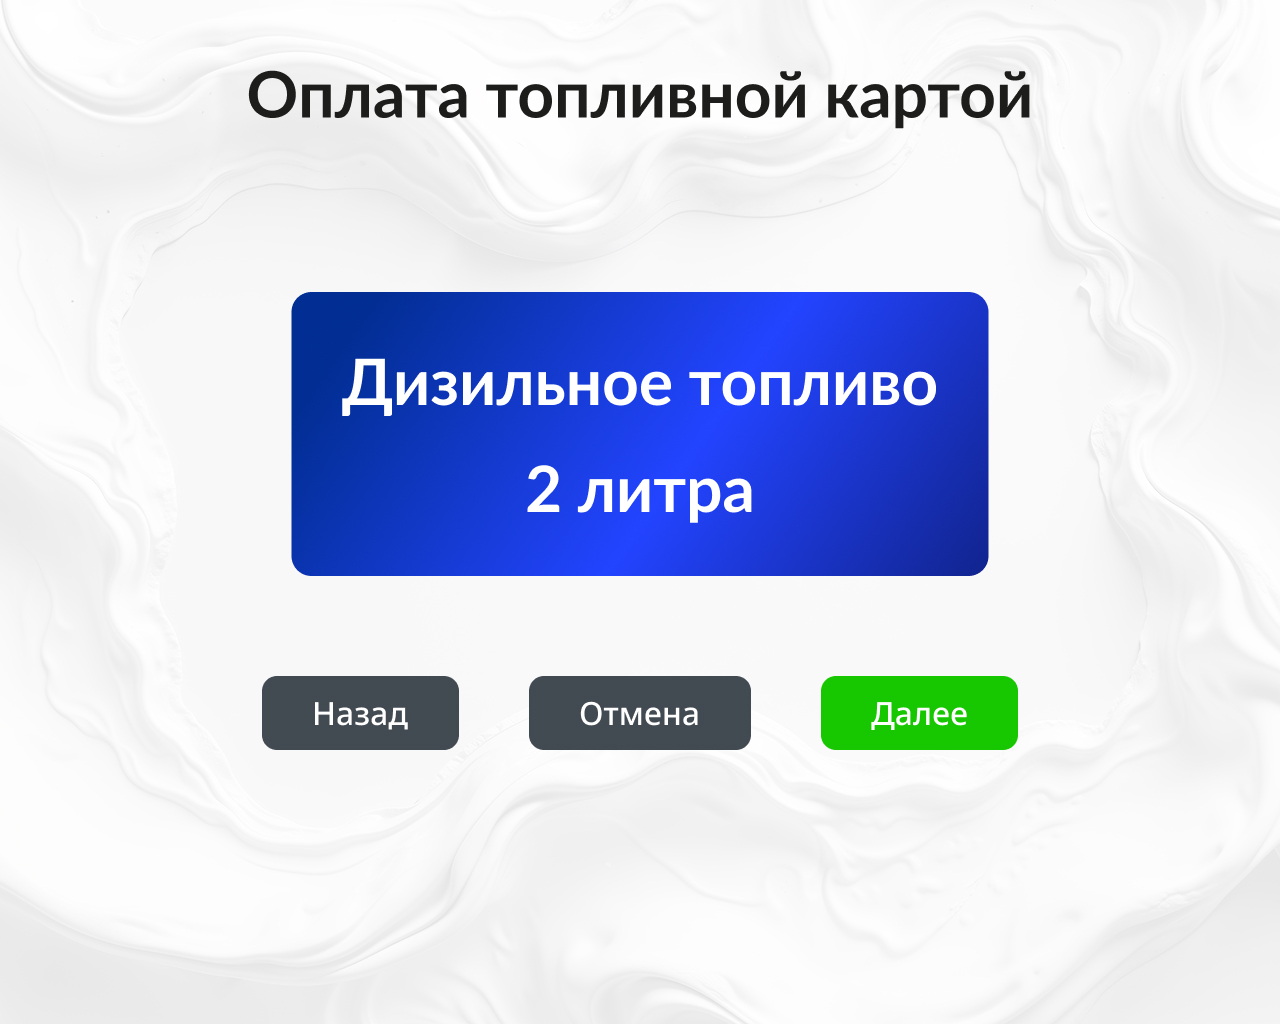 Оплата топливной картой
Дизильное топливо
2 литра
Назад
Отмена
Далее